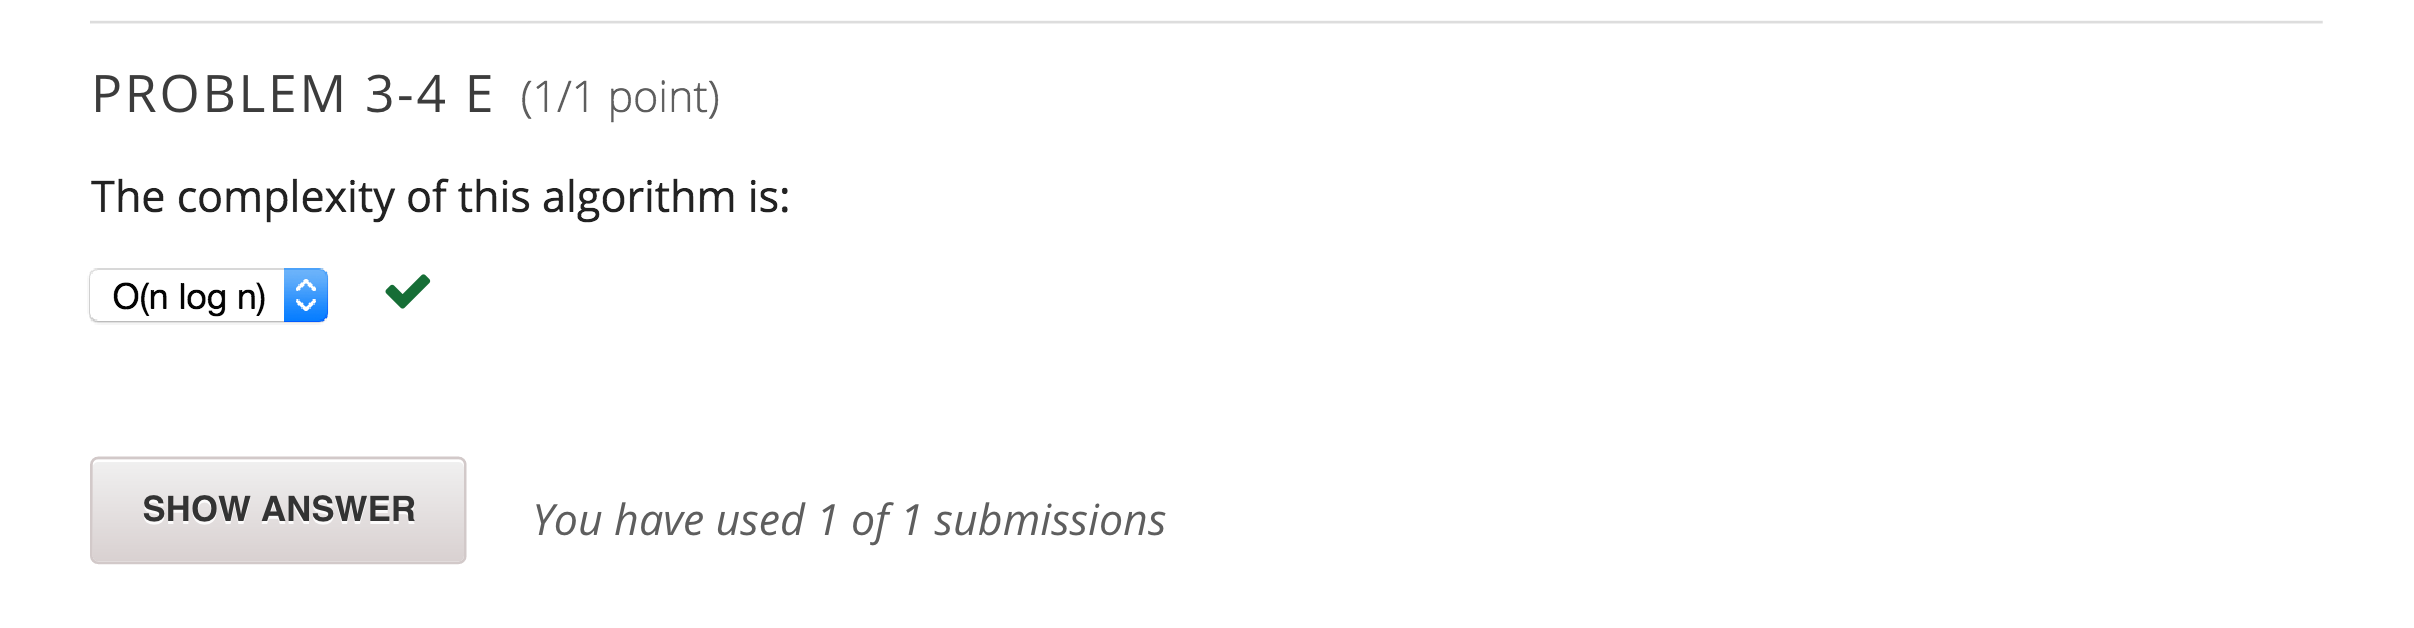 PROBLEM 3-4 E (1/1 point)
The complexity of this algorithm is:
O(n log n)
SHOW ANSWER
You have used 1 of 1 submissions